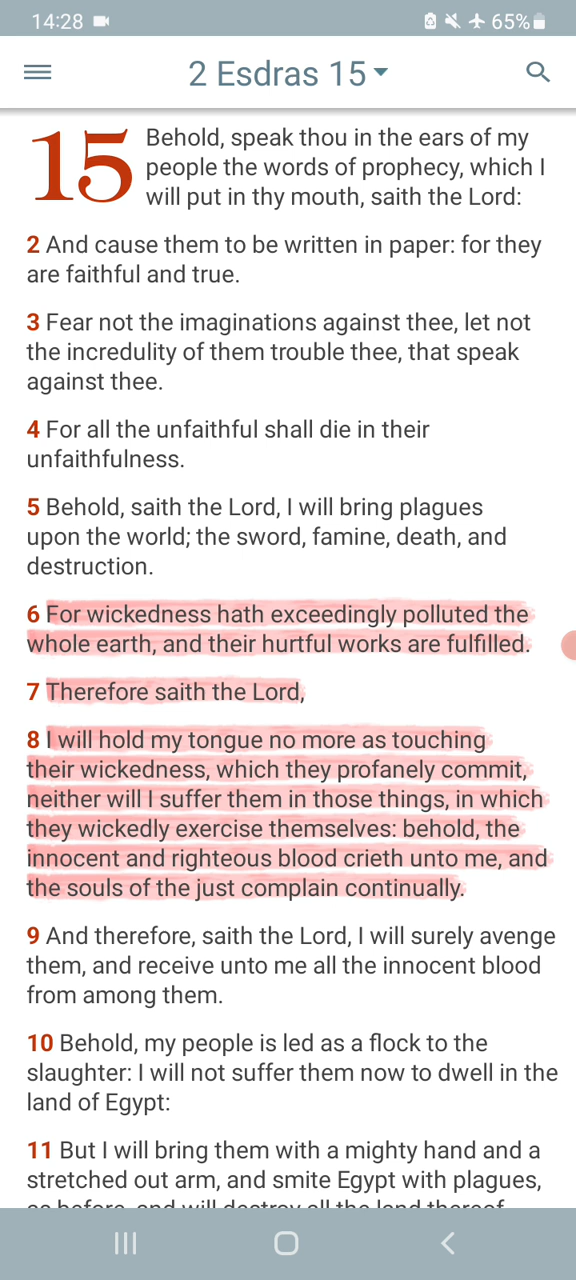 14:28
65%
2 Esdras 15
15 Behold, speak thou in the ears of my
people the words of prophecy, which I
will put in thy mouth, saith the Lord:
2 And cause them to be written in paper: for they
are faithful and true.
3 Fear not the imaginations against thee, let not
the incredulity of them trouble thee, that speak
against thee.
4 For all the unfaithful shall die in their
unfaithfulness.
5 Behold, saith the Lord, I will bring plagues
upon the world; the sword, famine, death, and
destruction.
6 For wickedness hath exceedingly polluted the
whole earth, and their hurtful works are fulfilled.
7 Therefore saith the Lord,
8 I will hold my tongue no more as touching
their wickedness, which they profanely commit,
neither will I suffer them in those things, in which
they wickedly exercise themselves: behold, the
innocent and righteous blood crieth unto me, and
the souls of the just complain continually.
9 And therefore, saith the Lord, I will surely avenge
them, and receive unto me all the innocent blood
from among them.
10 Behold, my people is led as a flock to the
slaughter: I will not suffer them now to dwell in the
land of Egypt:
11 But I will bring them with a mighty hand and a
stretched out arm, and smite Egypt with plagues,
as before, and will destroy all the land thereof.